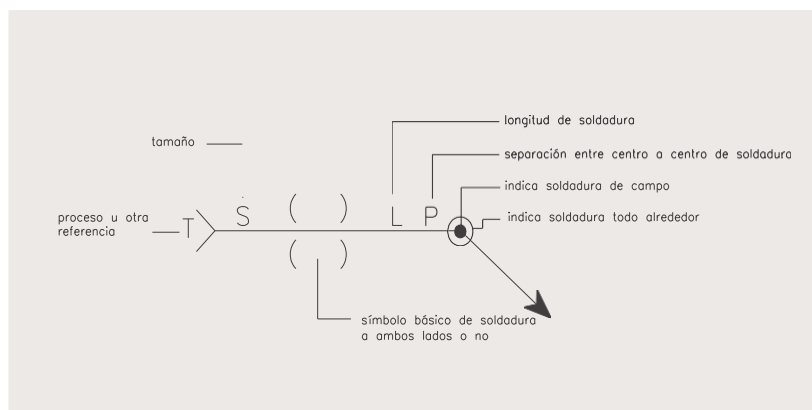 longitud de soldadura
tamaño
separación entre centro a centro de soldadura
indica soldadura de campo
S ( ) L P
proceso u otra
referencia
T
indica soldadura todo alrededor
( )
símbolo básico de soldadura
a ambos lados o no